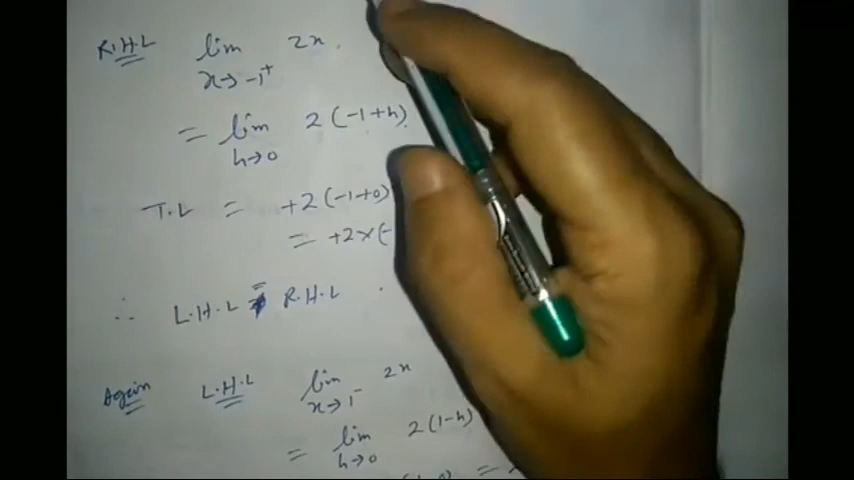 R.H.L lim 2x.
x→-1⁺
= lim 2(-1+h).
h→0
T.L = +2(-1+0)
= +2×(-
∴ L.H.L = R.H.L .
Again L.H.L lim 2x
x→1⁻
= lim 2(1-h)
h→0